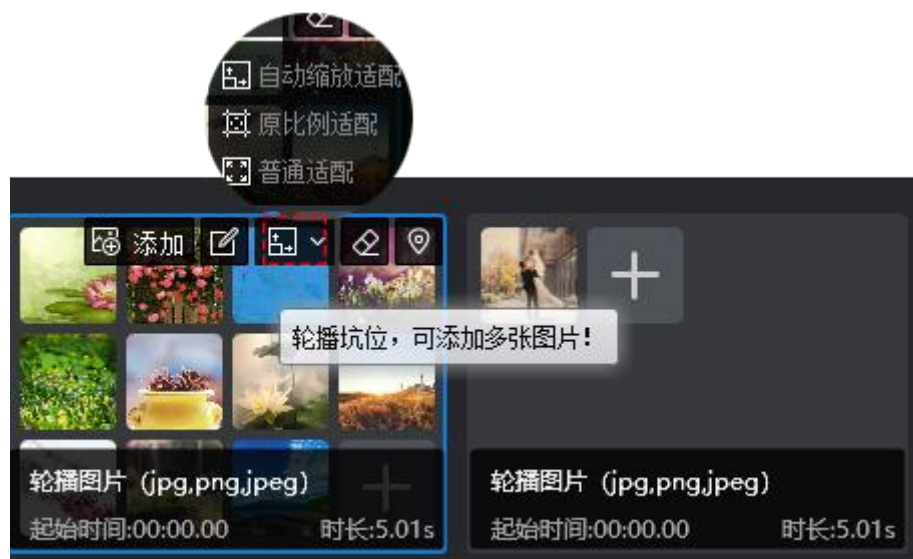 自动缩放适配
原比例适配
普通适配
添加
轮播坑位，可添加多张图片！
轮播图片（jpg,png,jpeg）
起始时间:00:00.00 时长:5.01s
轮播图片（jpg,png,jpeg）
起始时间:00:00.00 时长:5.01s